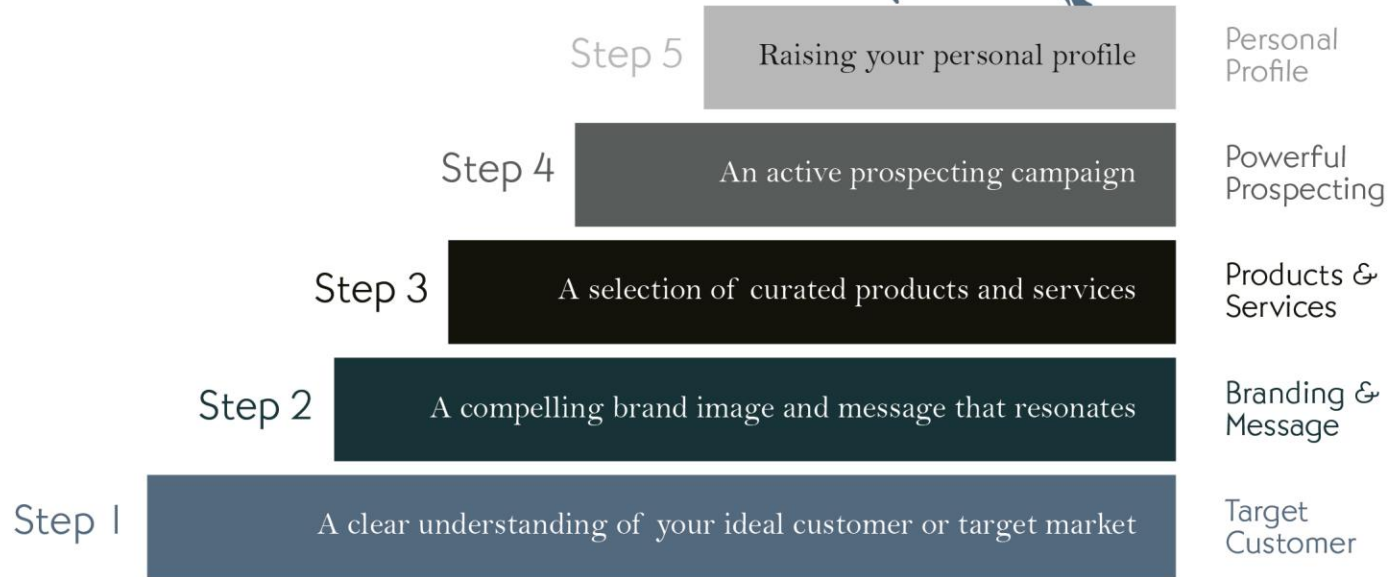 Step 5
Raising your personal profile
Personal
Profile
Step 4
An active prospecting campaign
Powerful
Prospecting
Step 3
A selection of curated products and services
Products &
Services
Step 2
A compelling brand image and message that resonates
Branding &
Message
Step 1
A clear understanding of your ideal customer or target market
Target
Customer